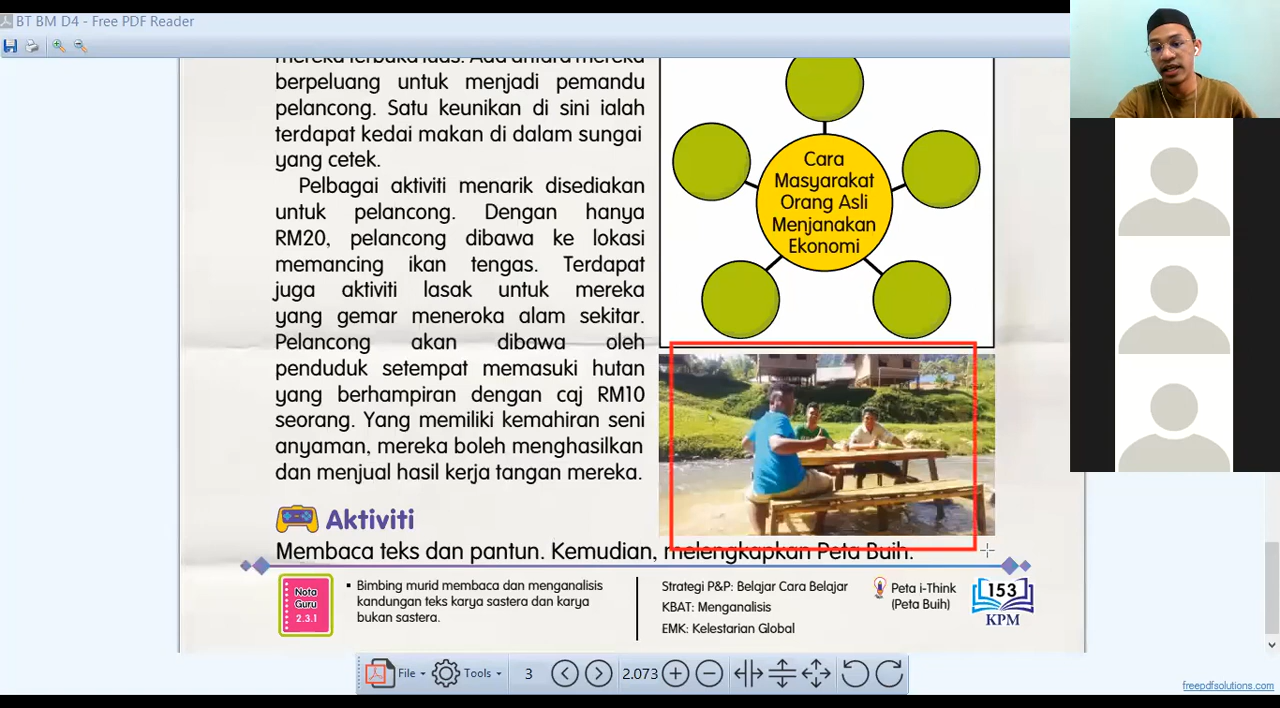 BT BM D4 - Free PDF Reader
mereka terbuka luas. Ada antara mereka
berpeluang untuk menjadi pemandu
pelancong. Satu keunikan di sini ialah
terdapat kedai makan di dalam sungai
yang cetek.
Pelbagai aktiviti menarik disediakan
untuk pelancong. Dengan hanya
RM20, pelancong dibawa ke lokasi
memancing ikan tengas. Terdapat
juga aktiviti lasak untuk mereka
yang gemar meneroka alam sekitar.
Pelancong akan dibawa oleh
penduduk setempat memasuki hutan
yang berhampiran dengan caj RM10
seorang. Yang memiliki kemahiran seni
anyaman, mereka boleh menghasilkan
dan menjual hasil kerja tangan mereka.
Cara
Masyarakat
Orang Asli
Menjanakan
Ekonomi
Aktiviti
Membaca teks dan pantun. Kemudian, melengkapkan Peta Buih.
Nota
Guru
2.3.1
▪ Bimbing murid membaca dan menganalisis
kandungan teks karya sastera dan karya
bukan sastera.
Strategi P&P: Belajar Cara Belajar
KBAT: Menganalisis
EMK: Kelestarian Global
Peta i-Think
(Peta Buih)
153
KPM
File
Tools
3
2.073
freepdfsolutions.com